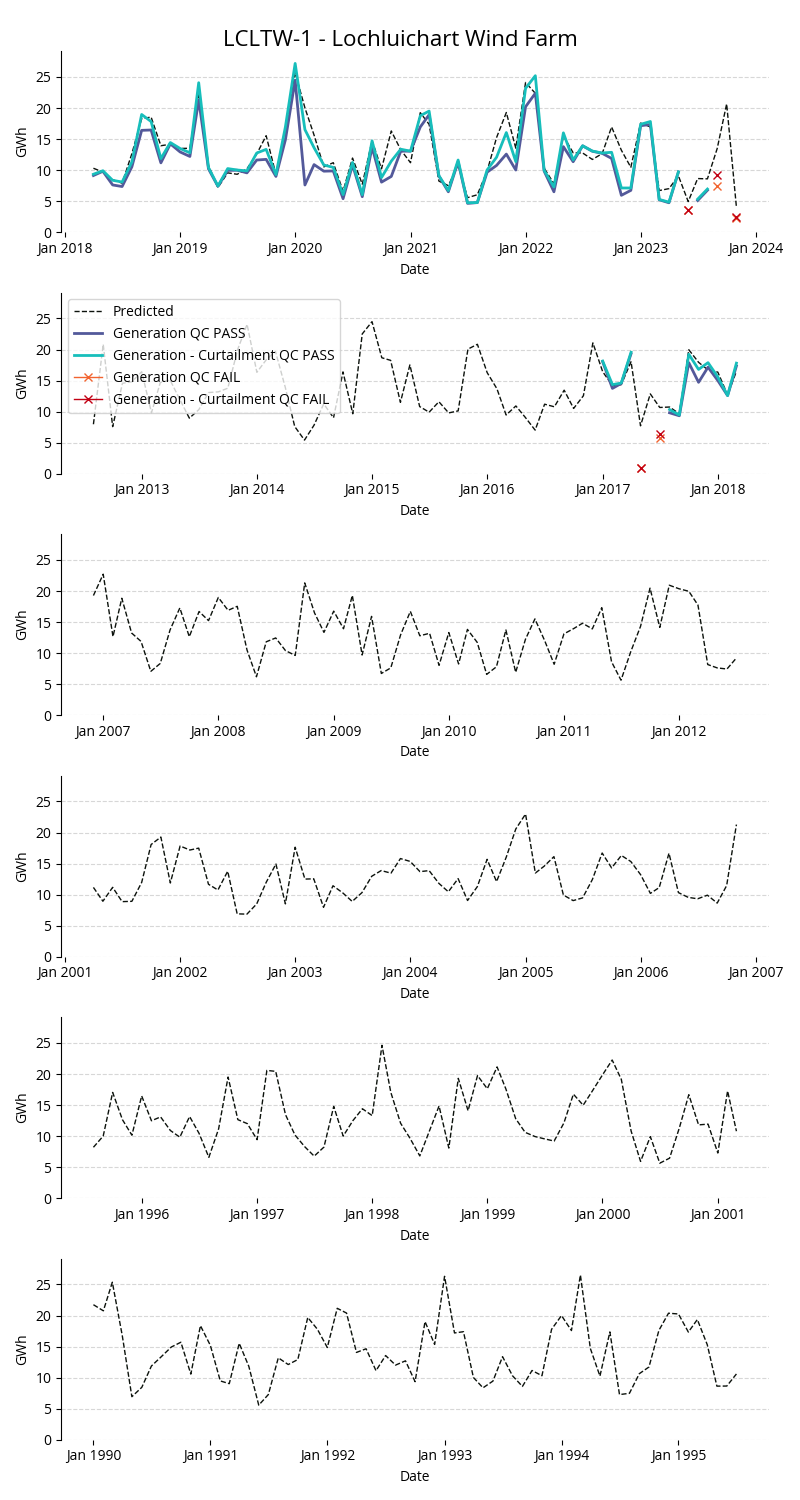 LCLTW-1 - Lochluichart Wind Farm
25
20
15
10
5
0
GWh
Jan 2018 Jan 2019 Jan 2020 Jan 2021 Jan 2022 Jan 2023 Jan 2024
Date
Predicted
Generation QC PASS
Generation - Curtailment QC PASS
Generation QC FAIL
Generation - Curtailment QC FAIL
25
20
15
10
5
0
GWh
Jan 2013 Jan 2014 Jan 2015 Jan 2016 Jan 2017 Jan 2018
Date
25
20
15
10
5
0
GWh
Jan 2007 Jan 2008 Jan 2009 Jan 2010 Jan 2011 Jan 2012
Date
25
20
15
10
5
0
GWh
Jan 2001 Jan 2002 Jan 2003 Jan 2004 Jan 2005 Jan 2006 Jan 2007
Date
25
20
15
10
5
0
GWh
Jan 1996 Jan 1997 Jan 1998 Jan 1999 Jan 2000 Jan 2001
Date
25
20
15
10
5
0
GWh
Jan 1990 Jan 1991 Jan 1992 Jan 1993 Jan 1994 Jan 1995
Date